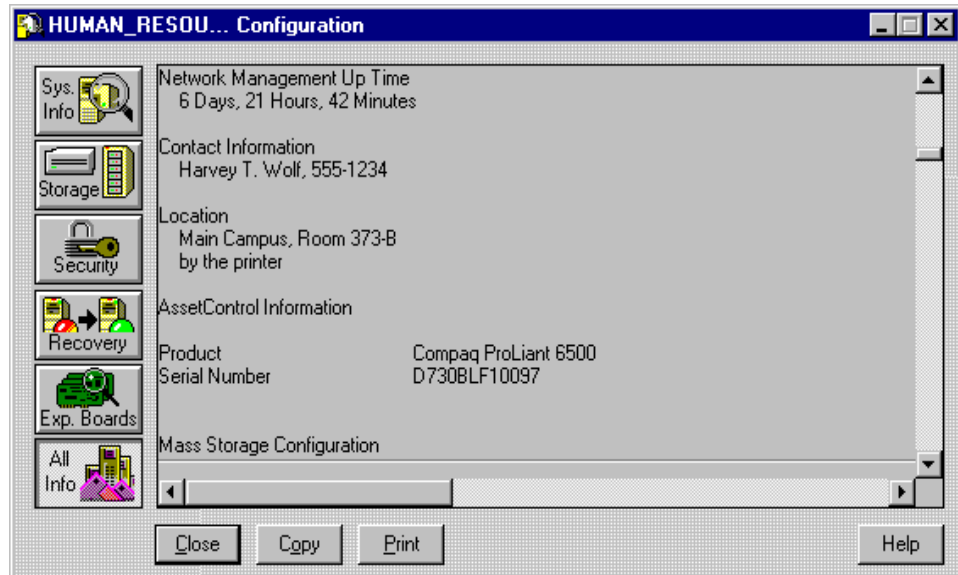 HUMAN_RESOU... Configuration
Sys.
Info
Storage
Security
Recovery
Exp. Boards
All
Info
Network Management Up Time
6 Days, 21 Hours, 42 Minutes
Contact Information
Harvey T. Wolf, 555-1234
Location
Main Campus, Room 373-B
by the printer
AssetControl Information
Product Compaq ProLiant 6500
Serial Number D730BLF10097
Mass Storage Configuration
Close Copy Print Help